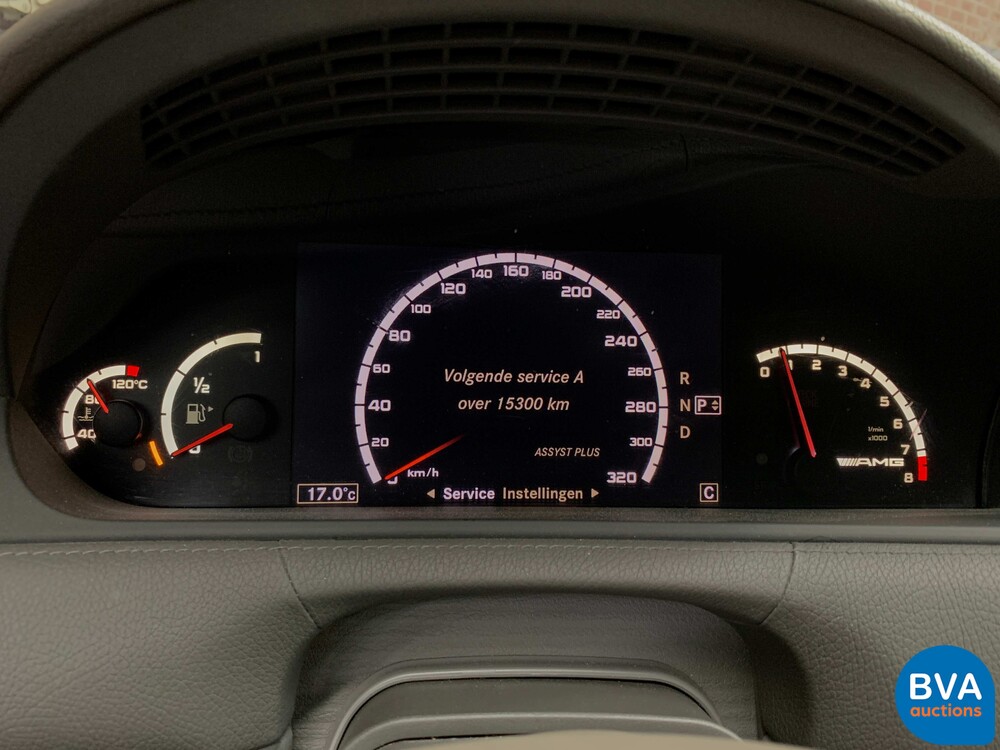 120°C
80
40
1
1/2
0
0
20
40
60
80
100
120
140
160
180
200
220
240
260
280
300
320
km/h
Volgende service A
over 15300 km
ASSYST PLUS
Service Instellingen
17.0°C
R
N P
D
C
0
1
2
3
4
5
6
7
8
1/min
x1000
AMG
BVA
auctions